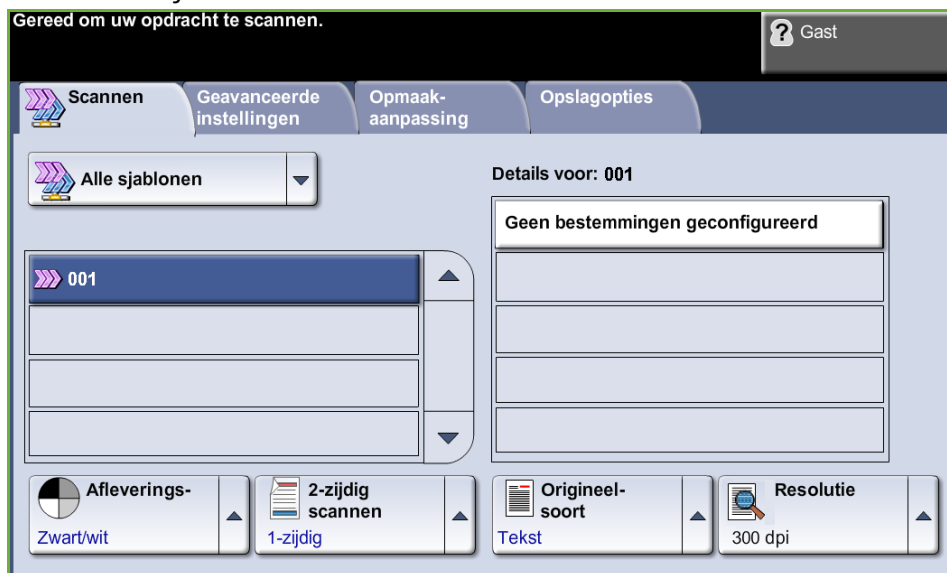 Gereed om uw opdracht te scannen.
Gast
Scannen
Geavanceerde
instellingen
Opmaak-
aanpassing
Opslagopties
Alle sjablonen
Details voor: 001
Geen bestemmingen geconfigureerd
001
Afleverings-
Zwart/wit
2-zijdig
scannen
1-zijdig
Origineel-
soort
Tekst
Resolutie
300 dpi